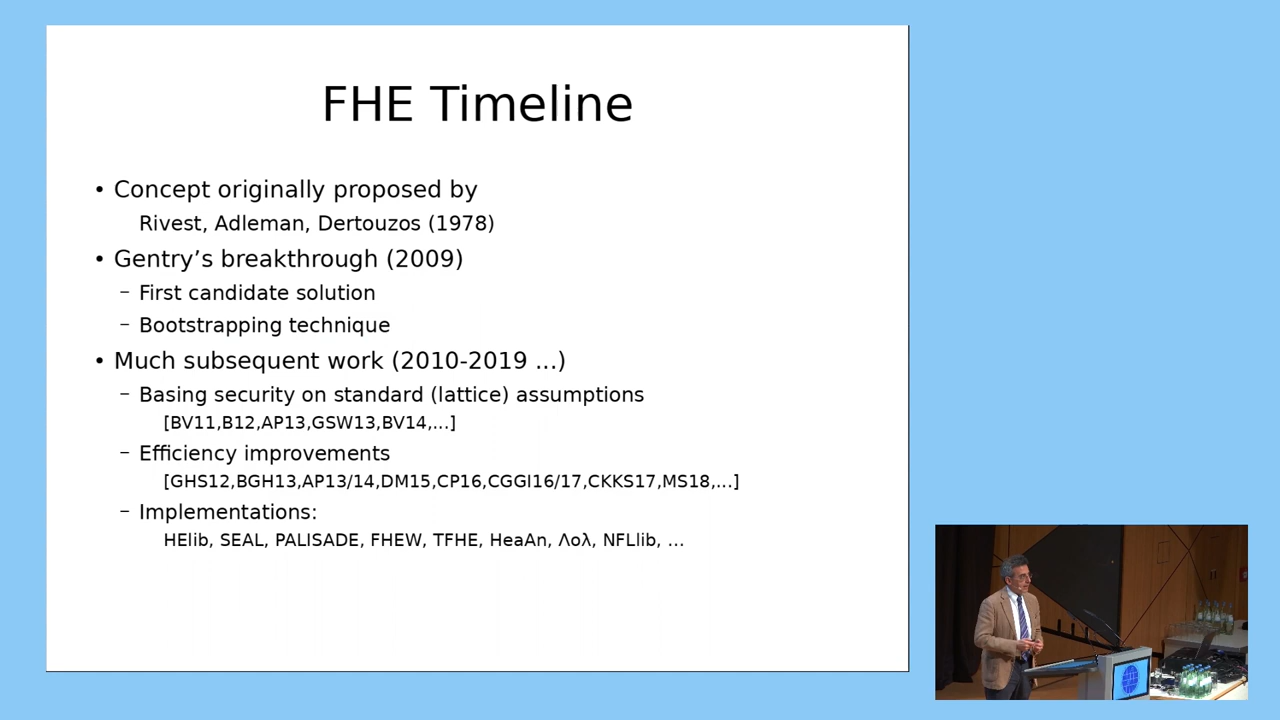 FHE Timeline
• Concept originally proposed by
Rivest, Adleman, Dertouzos (1978)
• Gentry’s breakthrough (2009)
– First candidate solution
– Bootstrapping technique
• Much subsequent work (2010-2019 ...)
– Basing security on standard (lattice) assumptions
[BV11,B12,AP13,GSW13,BV14,...]
– Efficiency improvements
[GHS12,BGH13,AP13/14,DM15,CP16,CGGI16/17,CKKS17,MS18,...]
– Implementations:
HElib, SEAL, PALISADE, FHEW, TFHE, HeaAn, Λολ, NFLlib, ...